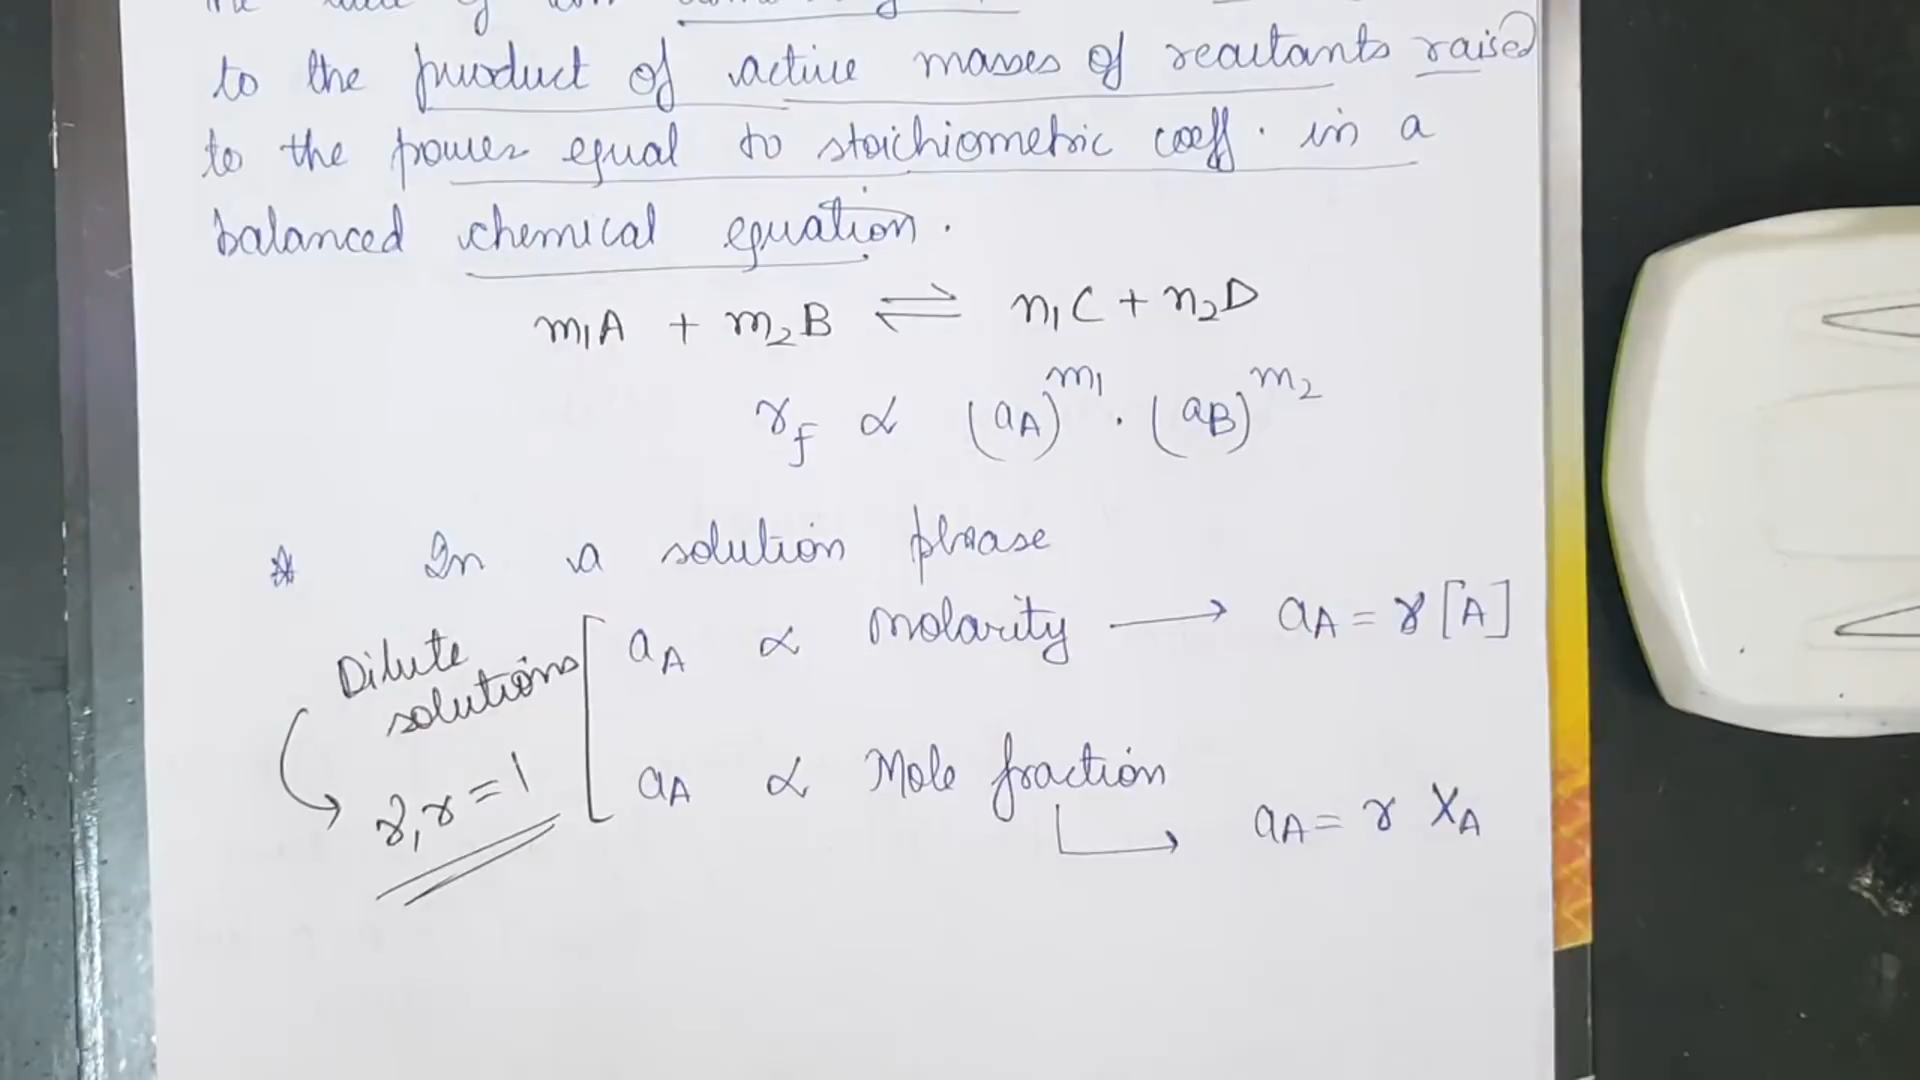 to the product of active masses of reactants raised
to the power equal to stoichiometric coeff. in a
balanced chemical equation.
m₁A + m₂B ⇌ n₁C + n₂D
r_f ∝ (a_A)^m₁ · (a_B)^m₂
* In a solution phase
Dilute solutions
a_A ∝ molarity → a_A = γ [A]
a_A ∝ Mole fraction
γ, r = 1
a_A = r X_A